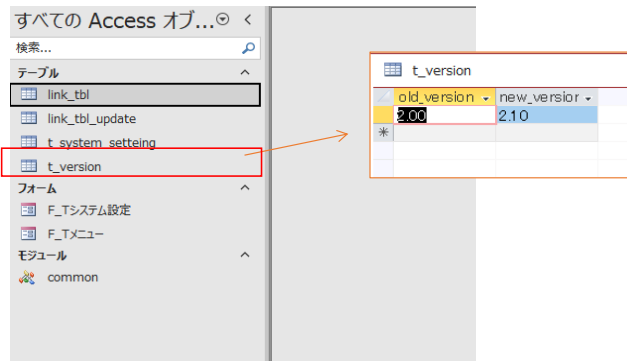 すべての Access オブ...
検索...
テーブル
link_tbl
link_tbl_update
t_system_setteing
t_version
フォーム
F_Tシステム設定
F_Tメニュー
モジュール
common
t_version
old_version new_versior
2.00 2.10